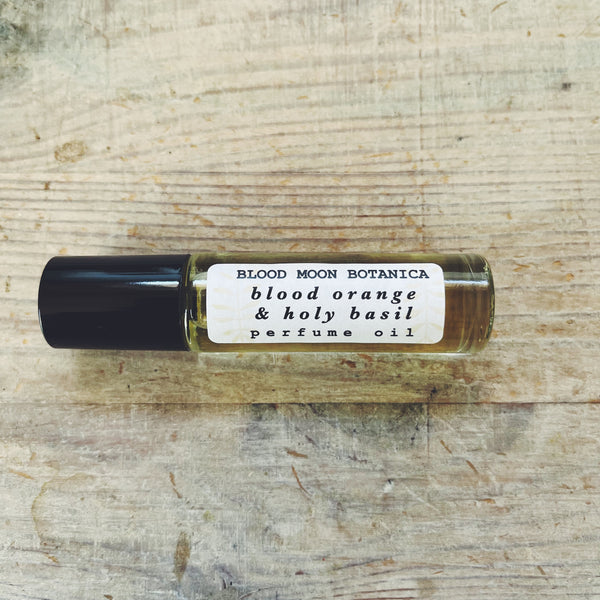 BLOOD MOON BOTANICA
blood orange
& holy basil
perfume oil